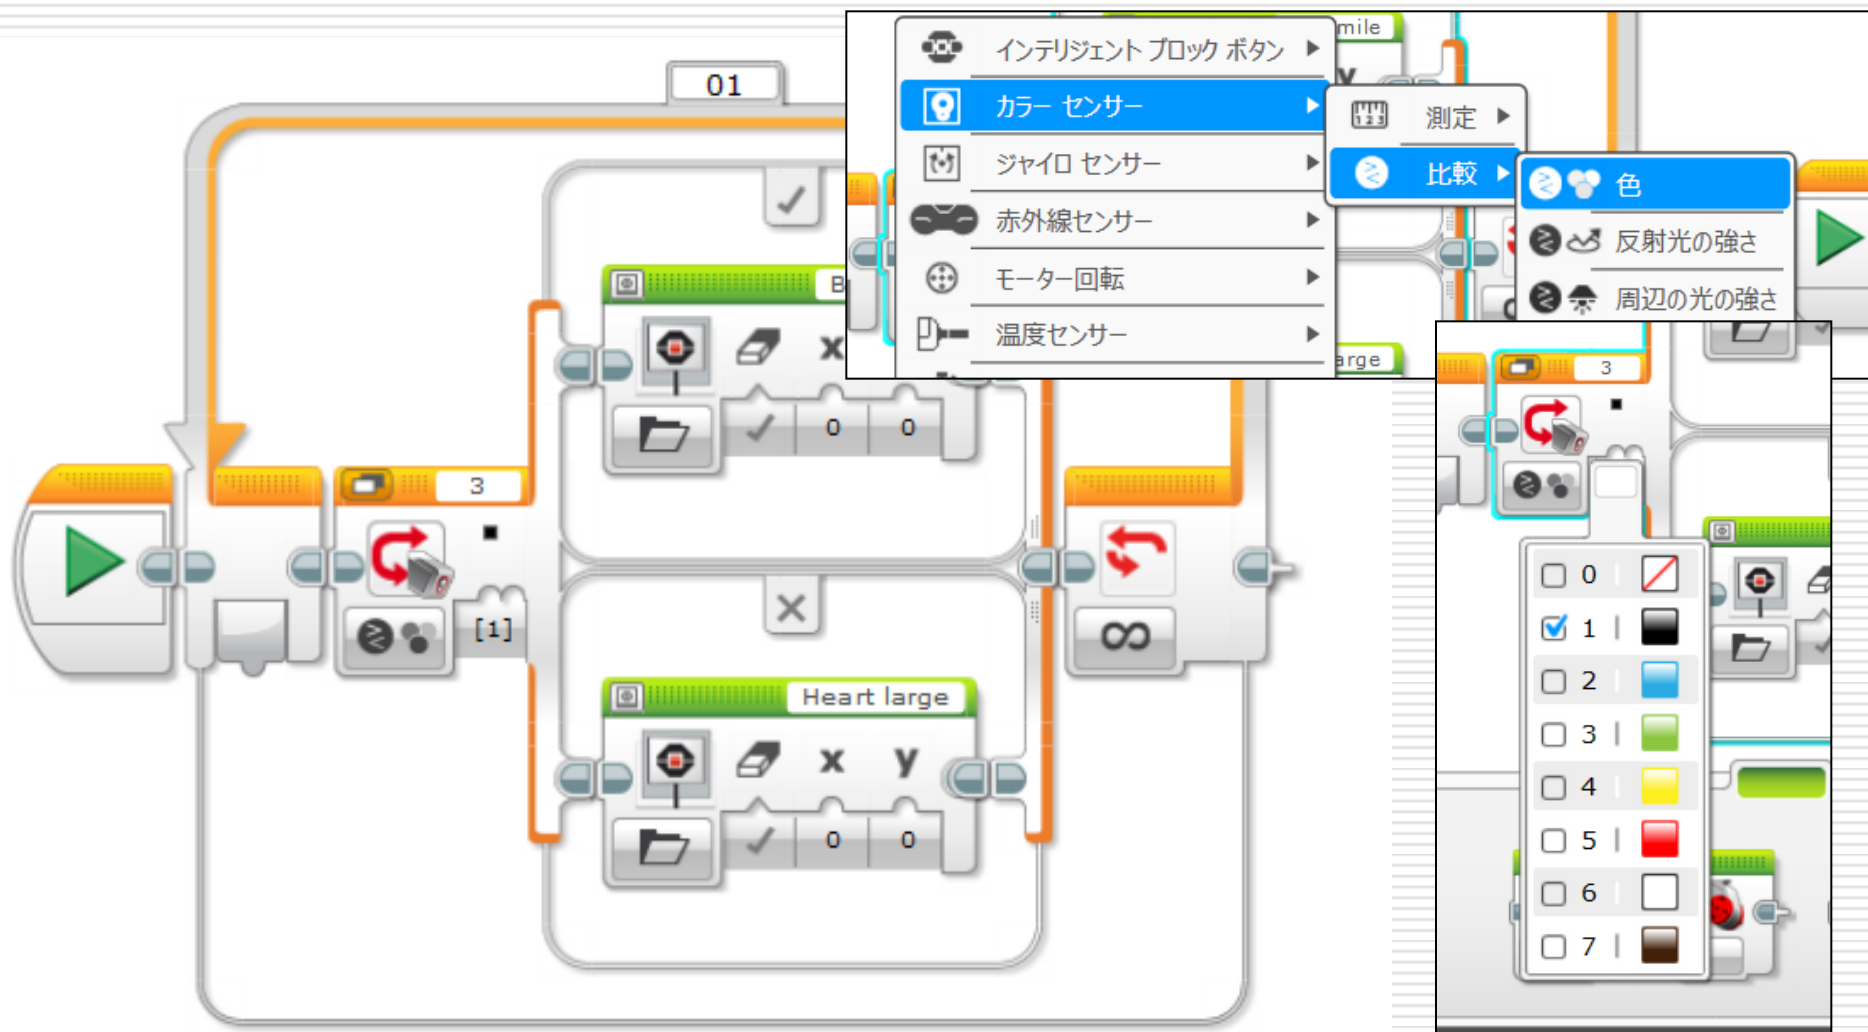 01
3
[1]
B
0 0
Heart large
x y
0 0
mile
y
インテリジェント ブロック ボタン
カラー センサー
ジャイロ センサー
赤外線センサー
モーター回転
温度センサー
測定
比較
色
反射光の強さ
周辺の光の強さ
arge
x
3
0
1
2
3
4
5
6
7